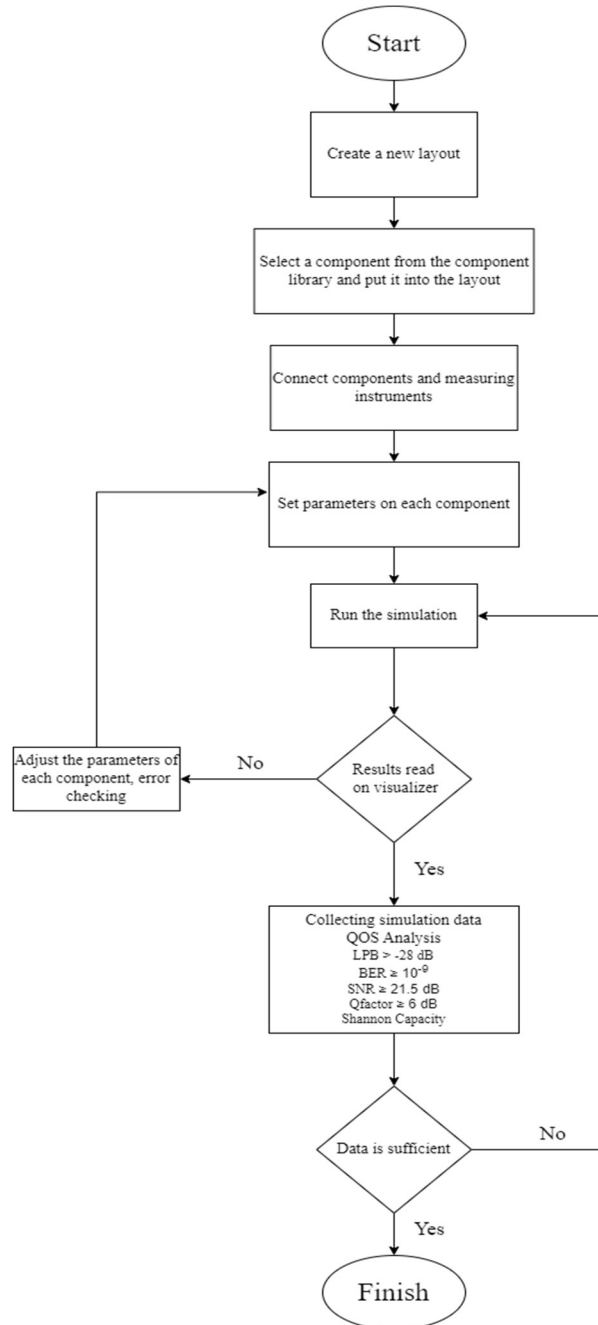 Start
Create a new layout
Select a component from the component
library and put it into the layout
Connect components and measuring
instruments
Set parameters on each component
Run the simulation
Results read
on visualizer
No
Adjust the parameters of
each component, error
checking
Yes
Collecting simulation data
QOS Analysis
LPB > -28 dB
BER ≥ 10⁻⁹
SNR ≥ 21.5 dB
Qfactor ≥ 6 dB
Shannon Capacity
Data is sufficient
No
Yes
Finish